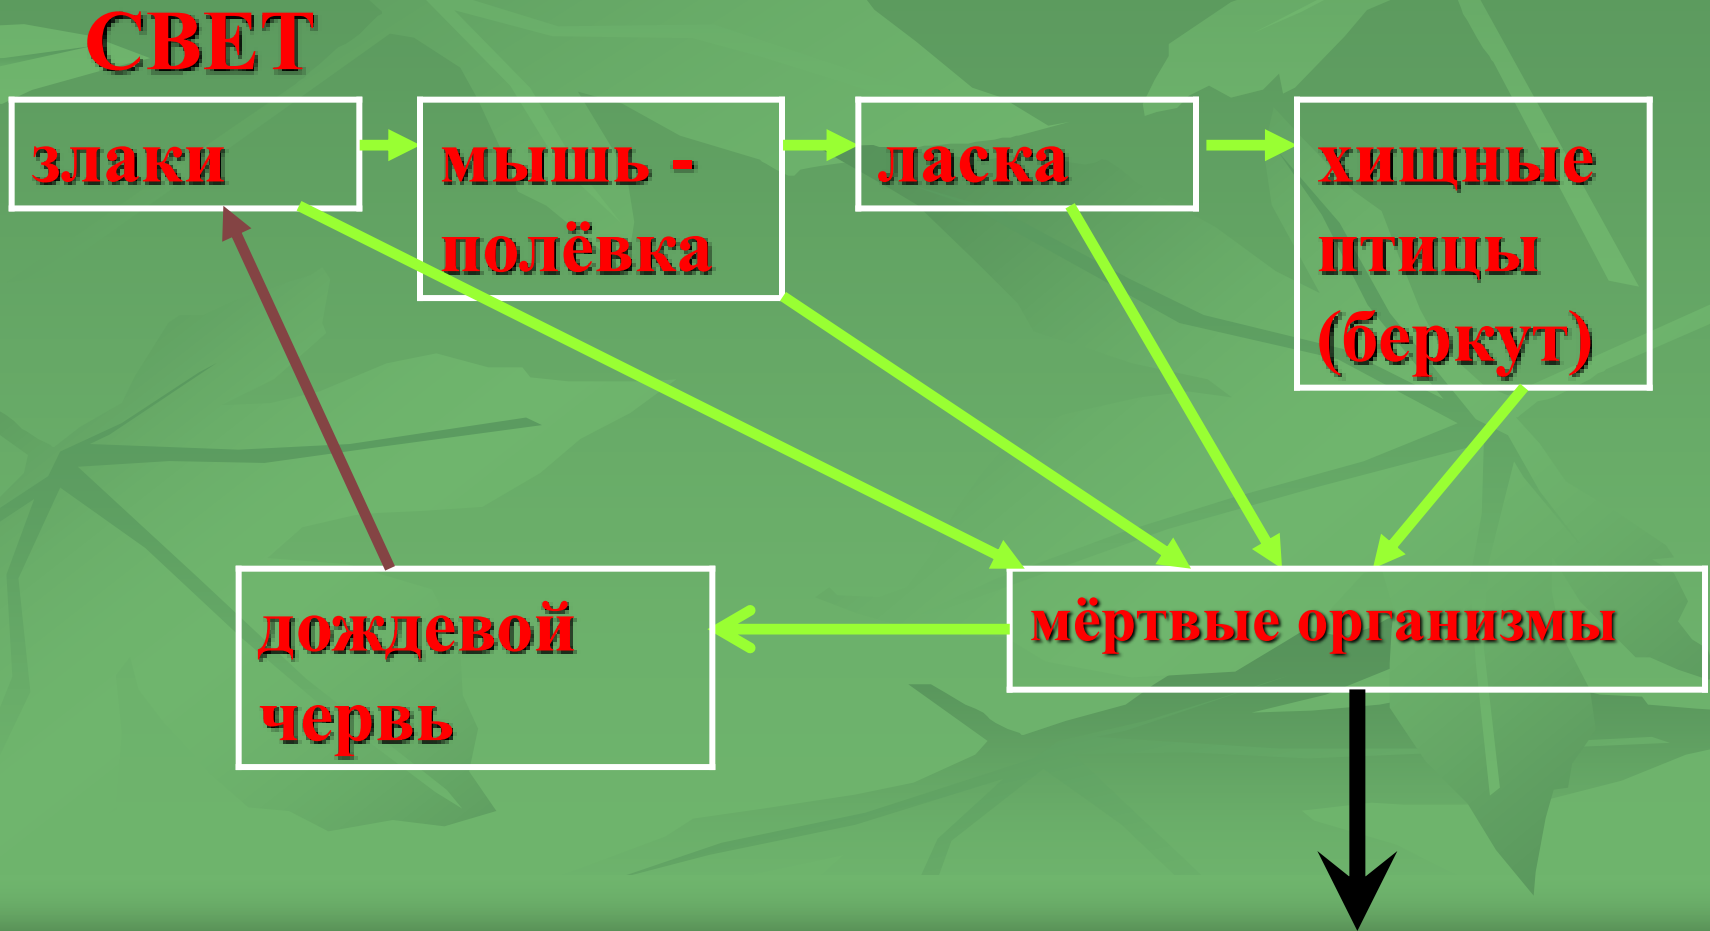 СВЕТ
злаки
мышь -
полёвка
ласка
хищные
птицы
(беркут)
дождевой
червь
мёртвые организмы